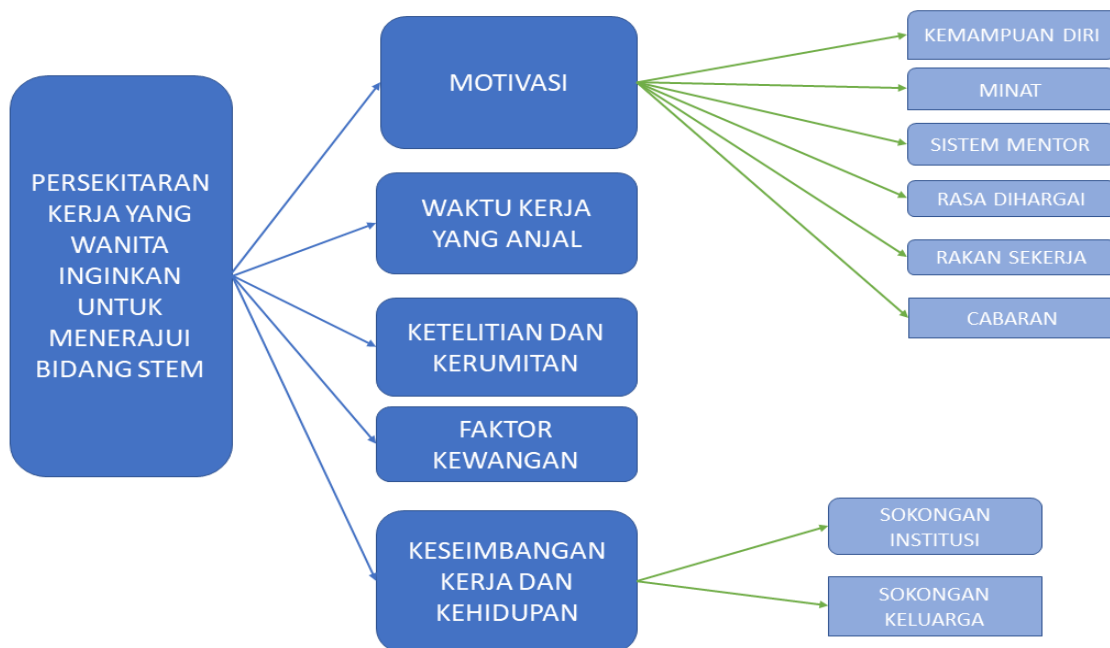 PERSEKITARAN
KERJA YANG
WANITA
INGINKAN
UNTUK
MENERAJUI
BIDANG STEM
MOTIVASI
WAKTU KERJA
YANG ANJAL
KETELITIAN DAN
KERUMITAN
FAKTOR
KEWANGAN
KESEIMBANGAN
KERJA DAN
KEHIDUPAN
KEMAMPUAN DIRI
MINAT
SISTEM MENTOR
RASA DIHARGAI
RAKAN SEKERJA
CABARAN
SOKONGAN
INSTITUSI
SOKONGAN
KELUARGA